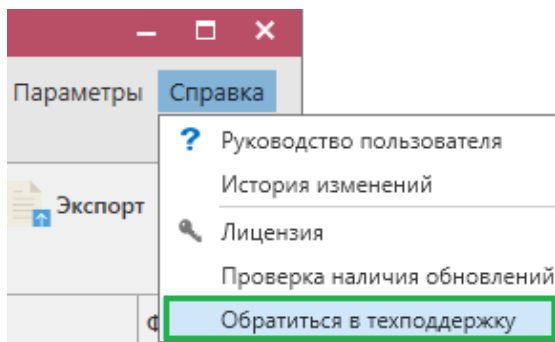 Параметры Справка
Руководство пользователя
История изменений
Экспорт
Лицензия
Проверка наличия обновлений
Обратиться в техподдержку